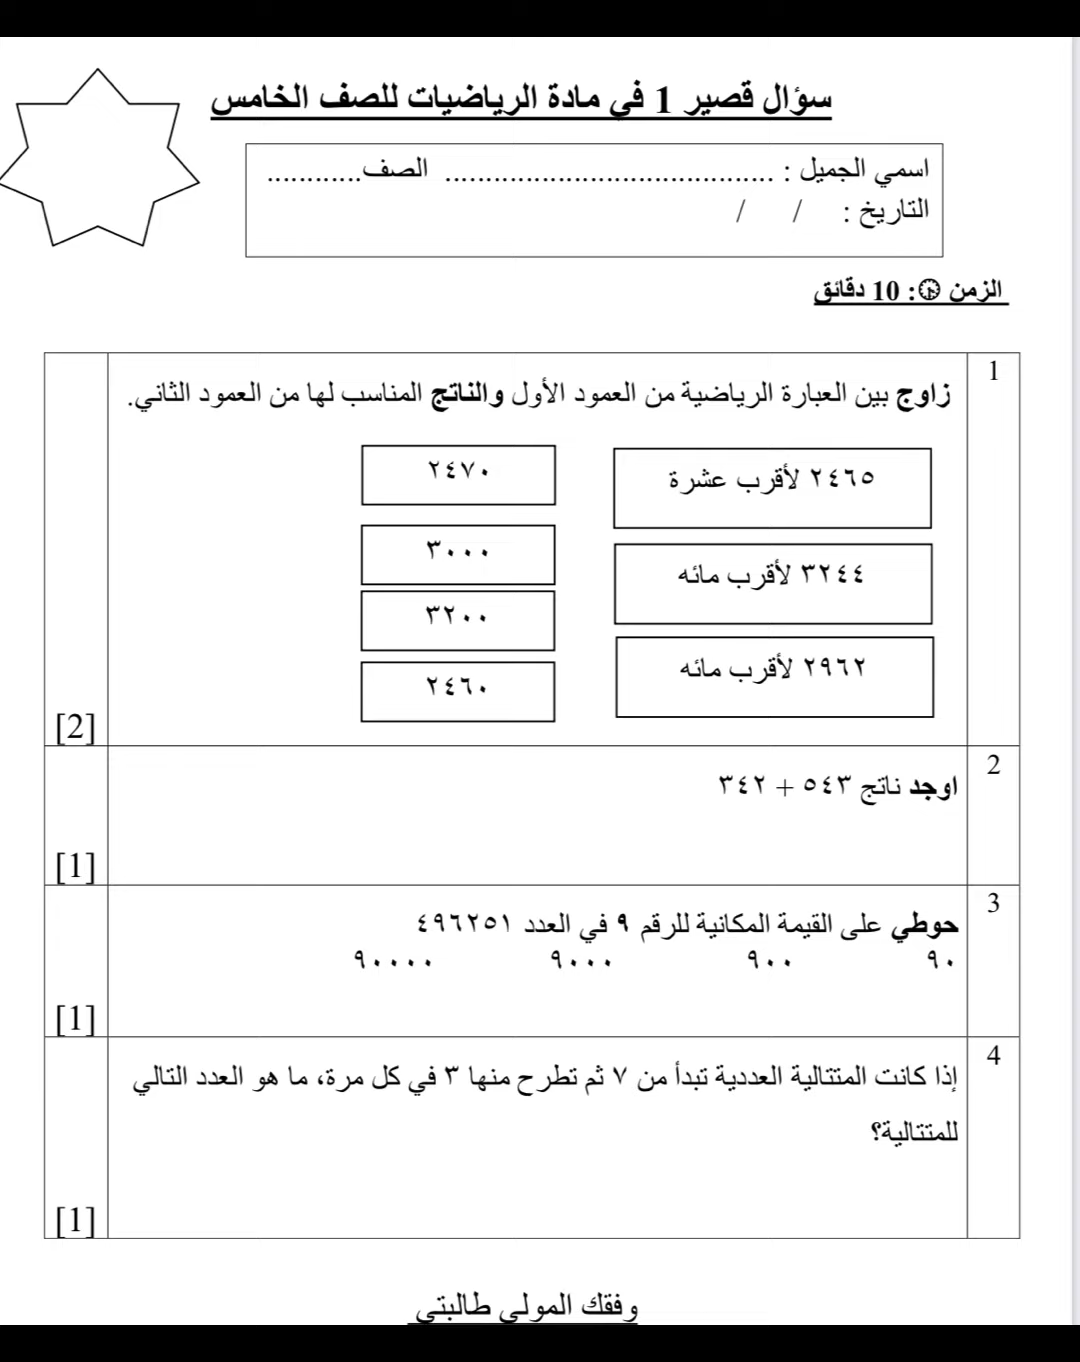 سؤال قصير 1 في مادة الرياضيات للصف الخامس
اسمي الجميل : ........................................ الصف............
التاريخ : / /
الزمن 🕒: 10 دقائق
1
زاوج بين العبارة الرياضية من العمود الأول والناتج المناسب لها من العمود الثاني.
٢٤٦٥ لأقرب عشرة
٢٤٧٠
٣٢٤٤ لأقرب مائه
٣٠٠٠
٣٢٠٠
٢٩٦٢ لأقرب مائه
٢٤٦٠
[2]
2
اوجد ناتج ٥٤٣ + ٣٤٢
[1]
3
حوطي على القيمة المكانية للرقم ٩ في العدد ٤٩٦٢٥١
٩٠ ٩٠٠ ٩٠٠٠ ٩٠٠٠٠
[1]
4
إذا كانت المتتالية العددية تبدأ من ٧ ثم تطرح منها ٣ في كل مرة، ما هو العدد التالي
للمتتالية؟
[1]
وفقك المولى طالبتي